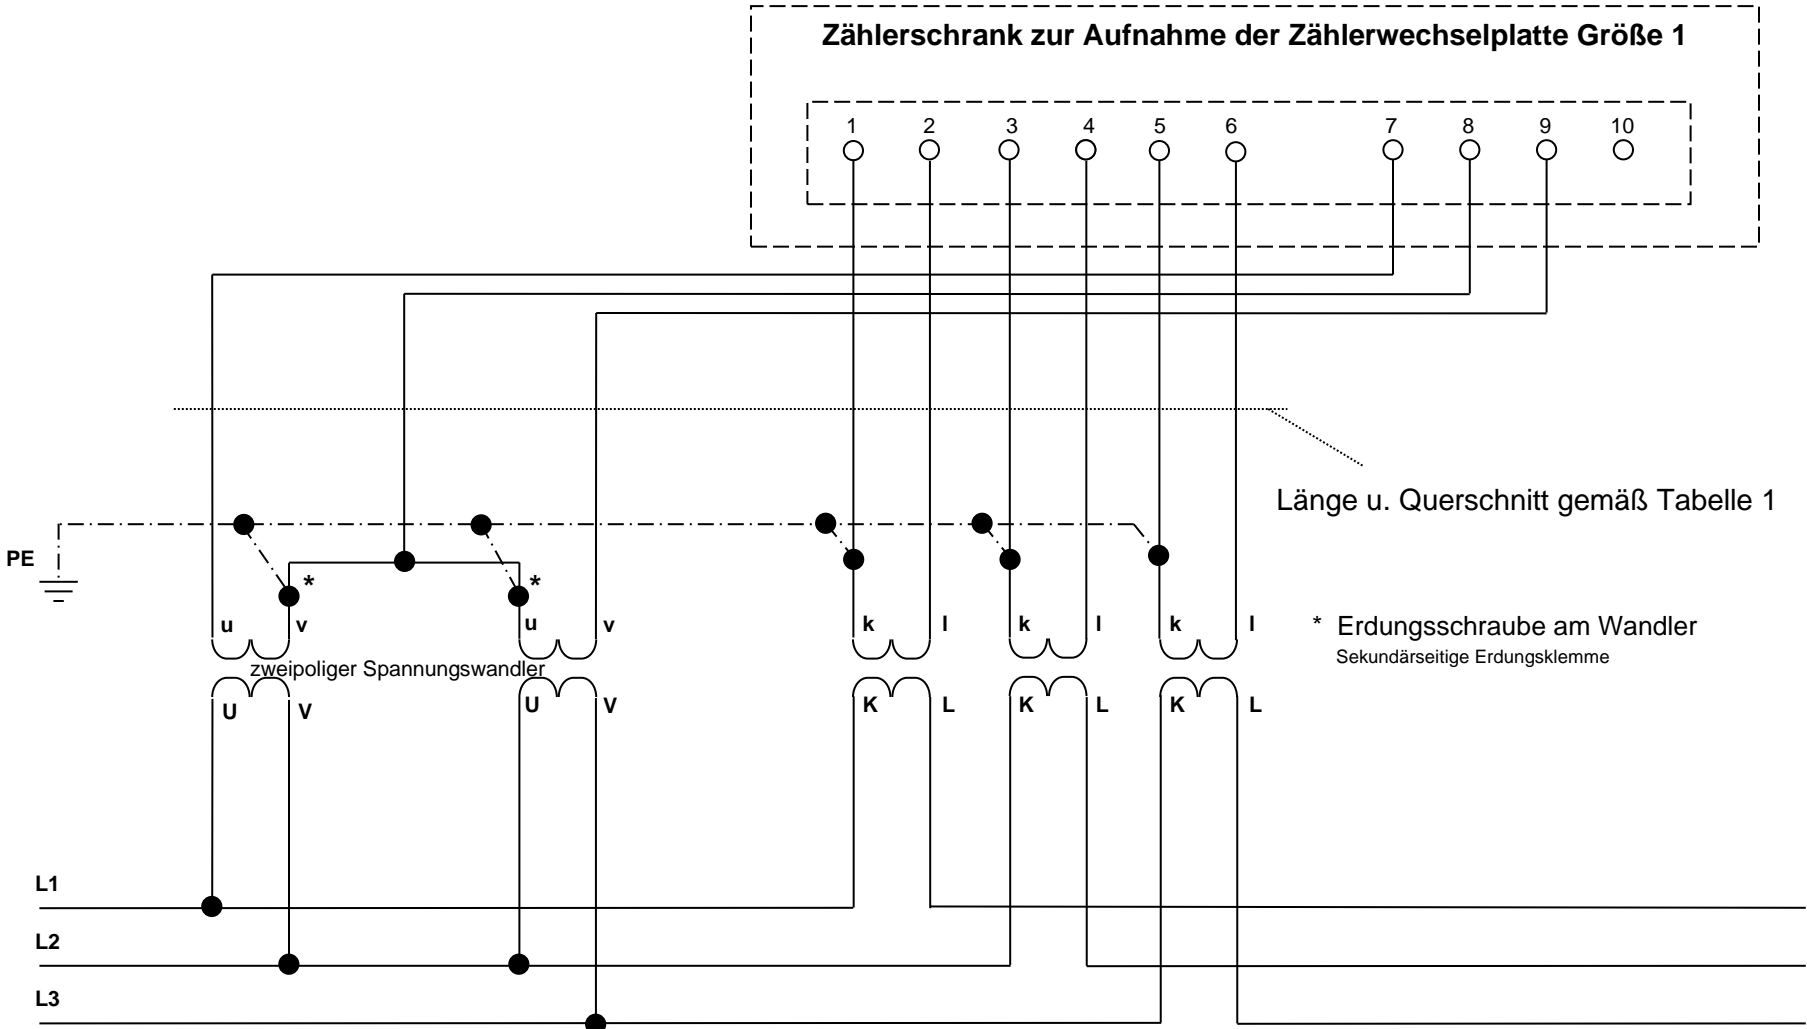 Zählerschrank zur Aufnahme der Zählerwechselplatte Größe 1
1 2 3 4 5 6 7 8 9 10
Länge u. Querschnitt gemäß Tabelle 1
PE
* *
u v u v k l k l k l
* Erdungsschraube am Wandler
Sekundärseitige Erdungsklemme
zweipoliger Spannungswandler
U V U V K L K L K L
L1
L2
L3